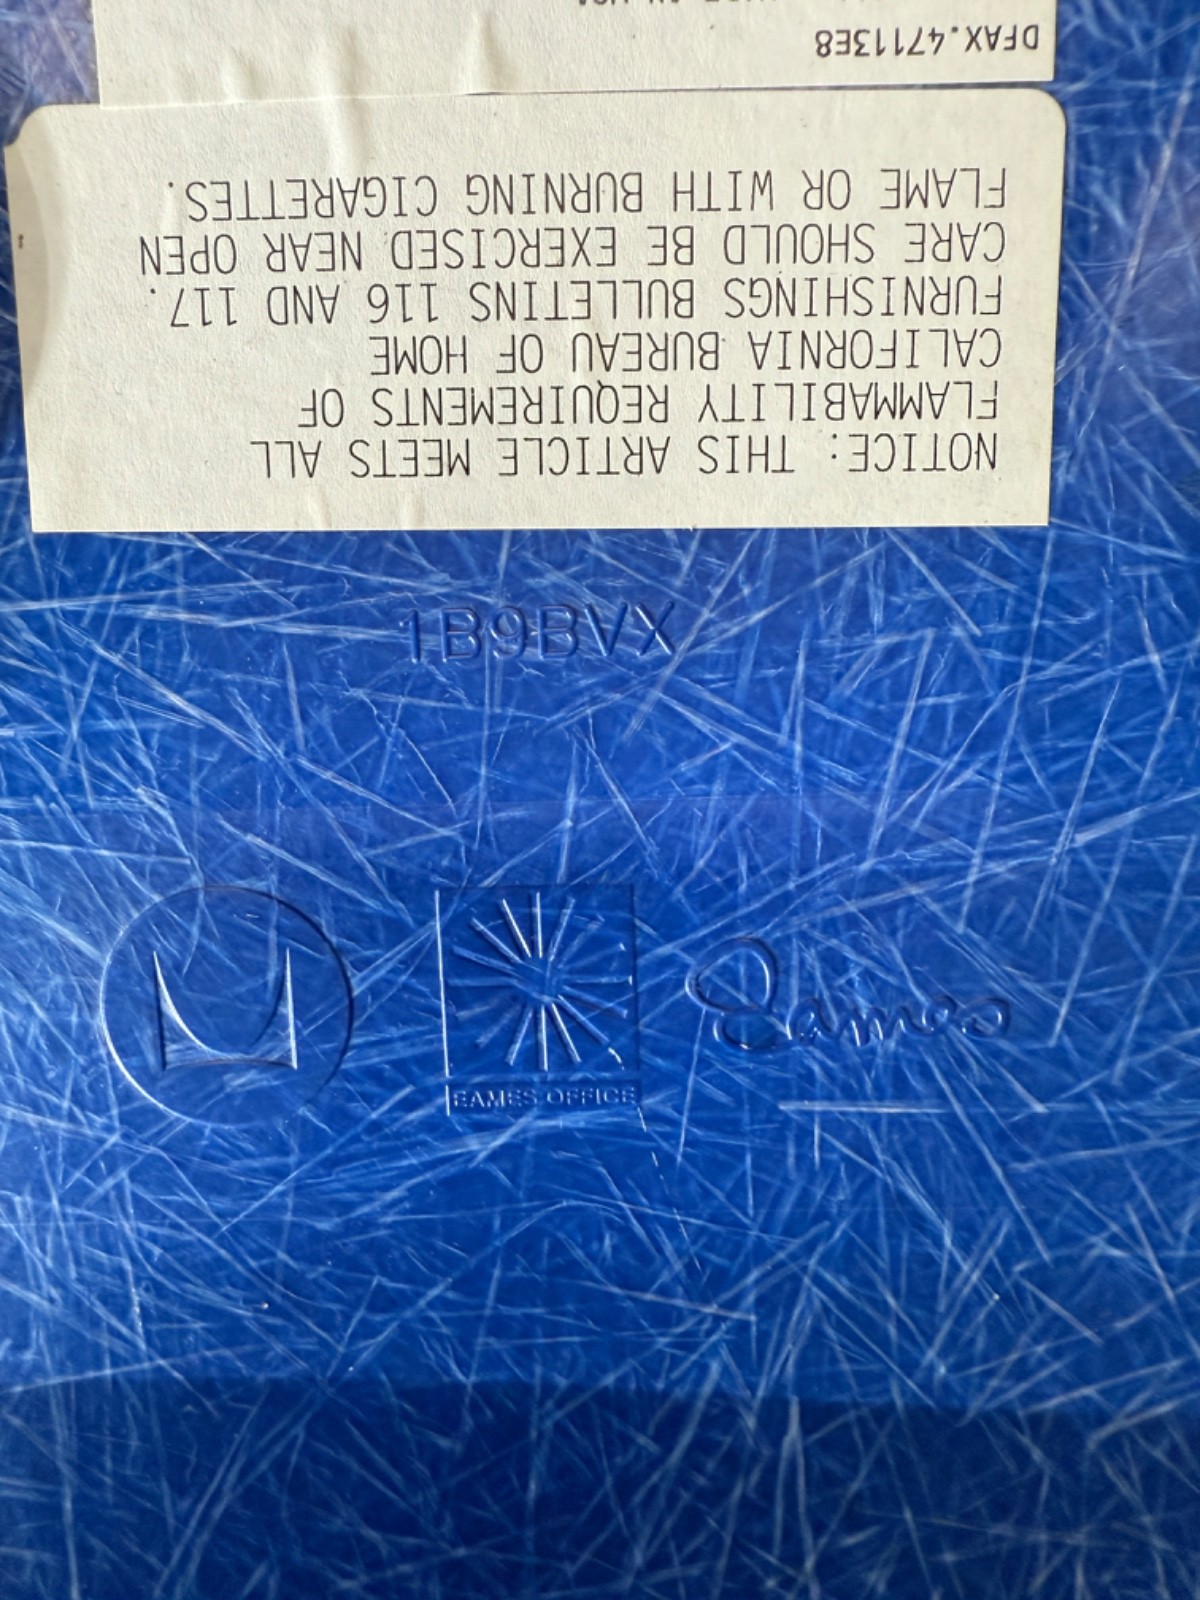 DFAX.47113E8
NOTICE: THIS ARTICLE MEETS ALL
FLAMMABILITY REQUIREMENTS OF
CALIFORNIA BUREAU OF HOME
FURNISHINGS BULLETINS 116 AND 117.
CARE SHOULD BE EXERCISED NEAR OPEN
FLAME OR WITH BURNING CIGARETTES.
1B9BVX
EAMES OFFICE
Eames